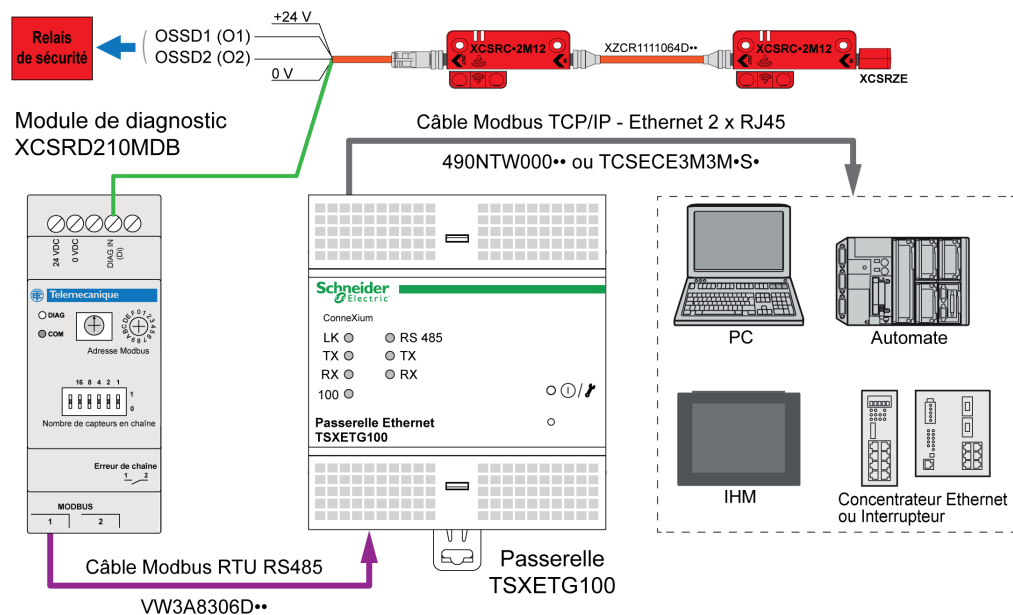 +24 V
Relais
de sécurité
OSSD1 (O1)
OSSD2 (O2)
0 V
XCSRC•2M12
XZCR1111064D••
XCSRC•2M12
XCSRZE
Module de diagnostic
XCSRD210MDB
Câble Modbus TCP/IP - Ethernet 2 x RJ45
490NTW000•• ou TCSECE3M3M•S•
24 VDC
0 VDC
DIAG IN
(DI)
Telemecanique
DIAG
COM
Adresse Modbus
16 8 4 2 1
1
0
Nombre de capteurs en chaîne
Erreur de chaîne
1 2
MODBUS
1 2
Schneider
Electric
ConneXium
LK RS 485
TX TX
RX RX
100
Passerelle Ethernet
TSXETG100
PC
Automate
IHM
Concentrateur Ethernet
ou Interrupteur
Câble Modbus RTU RS485
VW3A8306D••
Passerelle
TSXETG100